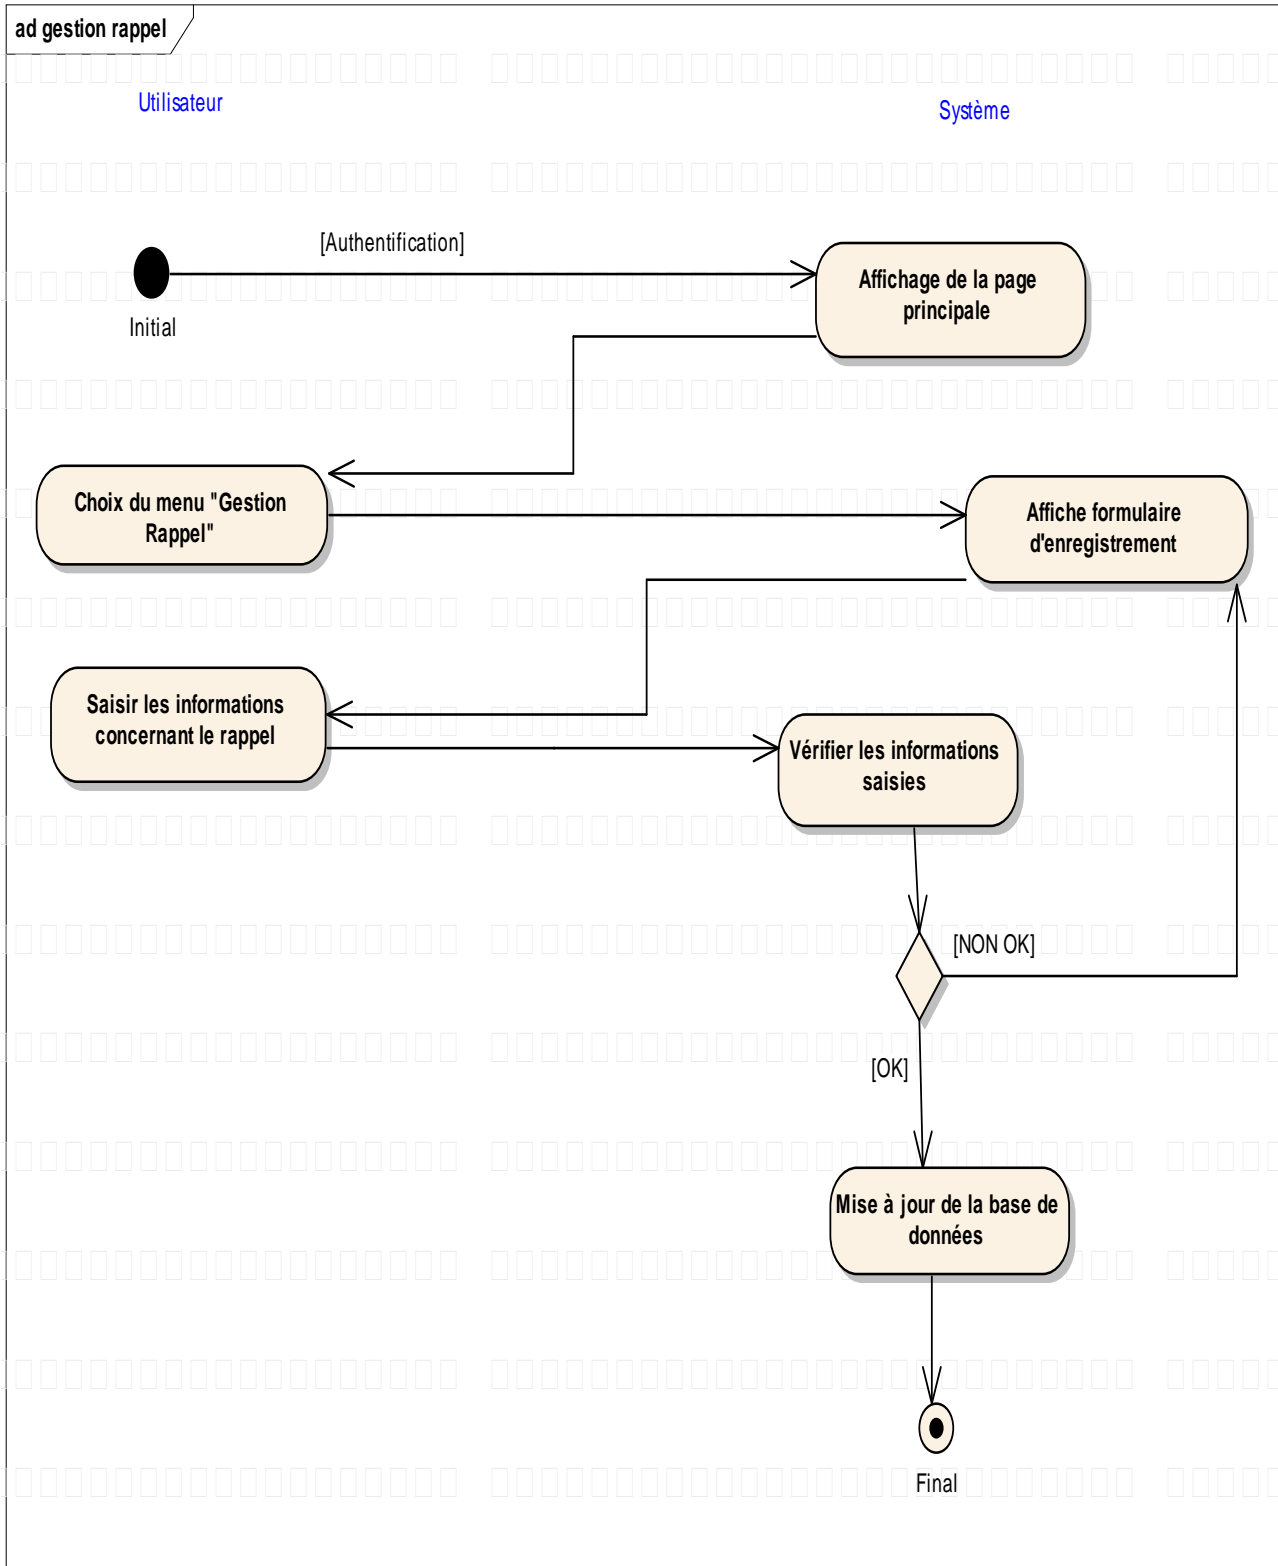 ad gestion rappel
Utilisateur
Système
[Authentification]
Initial
Affichage de la page
principale
Choix du menu "Gestion
Rappel"
Affiche formulaire
d'enregistrement
Saisir les informations
concernant le rappel
Vérifier les informations
saisies
[NON OK]
[OK]
Mise à jour de la base de
données
Final